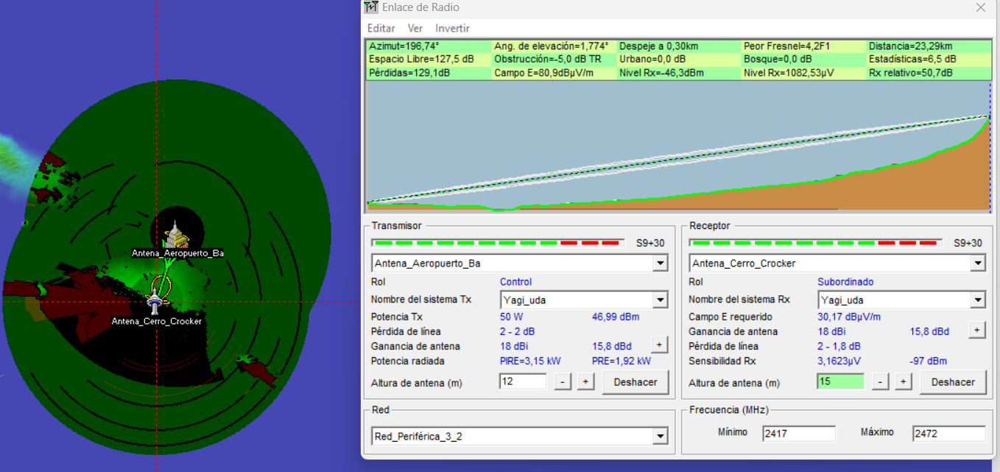 Enlace de Radio
Editar Ver Invertir
Azimut=196,74° Ang. de elevación=1,774° Despeje a 0,30km Peor Fresnel=4,2F1 Distancia=23,29km
Espacio Libre=127,5 dB Obstrucción=-5,0 dB TR Urbano=0,0 dB Bosque=0,0 dB Estadísticas=6,5 dB
Pérdidas=129,1dB Campo E=80,9dBµV/m Nivel Rx=-46,3dBm Nivel Rx=1082,53µV Rx relativo=50,7dB
Antena_Aeropuerto_Ba
Antena_Cerro_Crocker
Transmisor
S9+30
Antena_Aeropuerto_Ba
Rol Control
Nombre del sistema Tx Yagi_uda
Potencia Tx 50 W 46,99 dBm
Pérdida de línea 2 - 2 dB
Ganancia de antena 18 dBi 15,8 dBd +
Potencia radiada PIRE=3,15 kW PRE=1,92 kW
Altura de antena (m) 12 - + Deshacer
Receptor
S9+30
Antena_Cerro_Crocker
Rol Subordinado
Nombre del sistema Rx Yagi_uda
Campo E requerido 30,17 dBµV/m
Ganancia de antena 18 dBi 15,8 dBd +
Pérdida de línea 2 - 1,8 dB
Sensibilidad Rx 3,1623µV -97 dBm
Altura de antena (m) 15 - + Deshacer
Red
Red_Periférica_3_2
Frecuencia (MHz)
Mínimo 2417 Máximo 2472